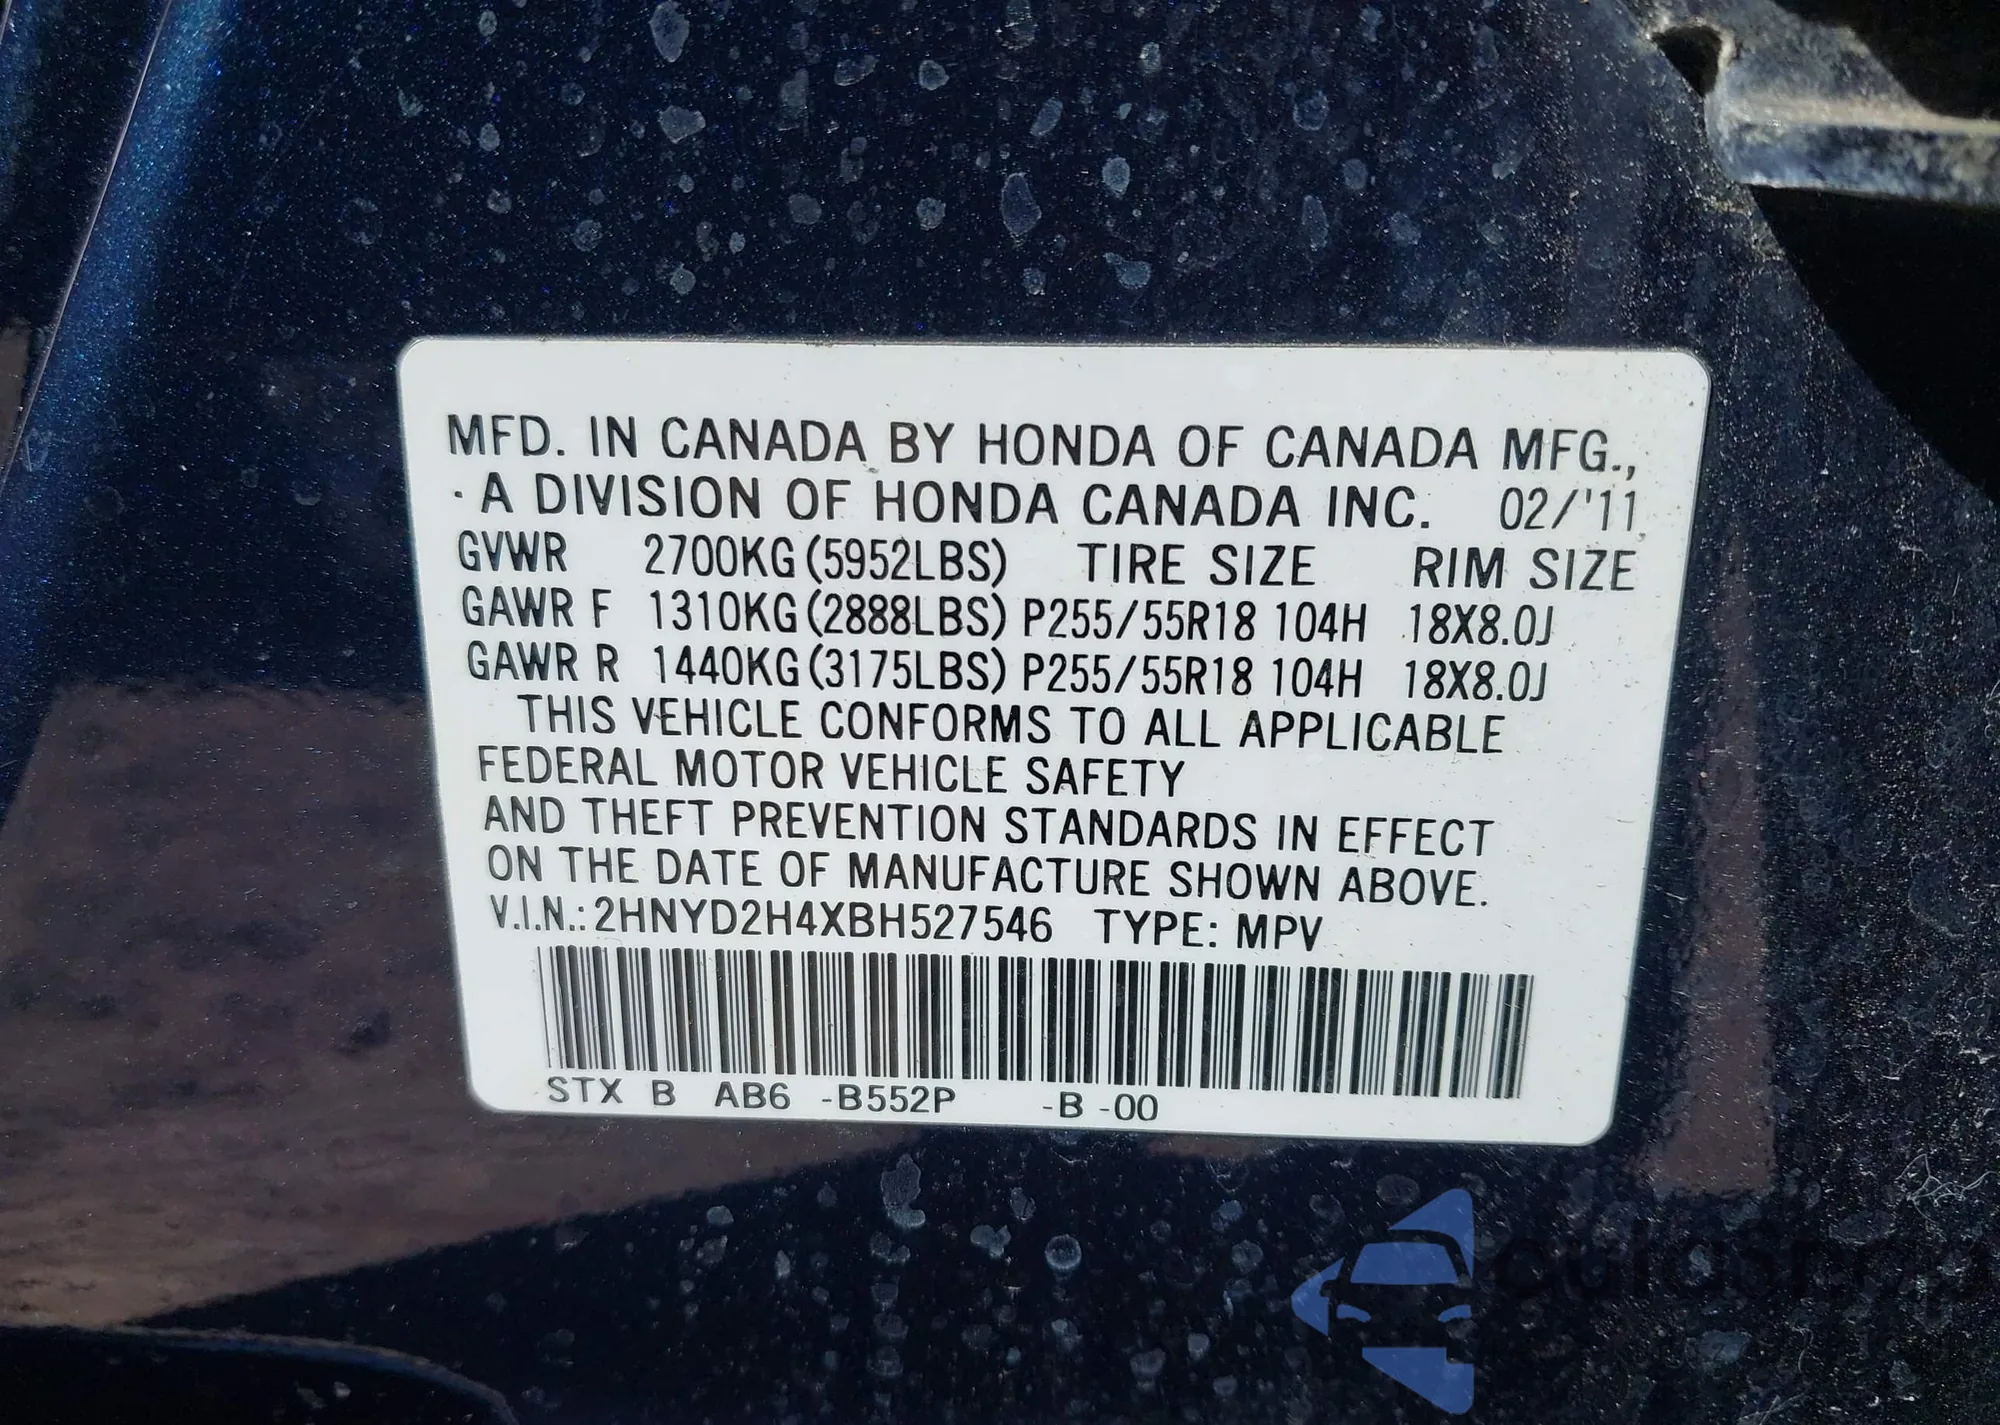 MFD. IN CANADA BY HONDA OF CANADA MFG.,
A DIVISION OF HONDA CANADA INC. 02/'11
GVWR 2700KG (5952LBS) TIRE SIZE RIM SIZE
GAWR F 1310KG (2888LBS) P255/55R18 104H 18X8.0J
GAWR R 1440KG (3175LBS) P255/55R18 104H 18X8.0J
THIS VEHICLE CONFORMS TO ALL APPLICABLE
FEDERAL MOTOR VEHICLE SAFETY
AND THEFT PREVENTION STANDARDS IN EFFECT
ON THE DATE OF MANUFACTURE SHOWN ABOVE.
V.I.N.: 2HNYD2H4XBH527546 TYPE: MPV
STX B AB6 -B552P -B -00